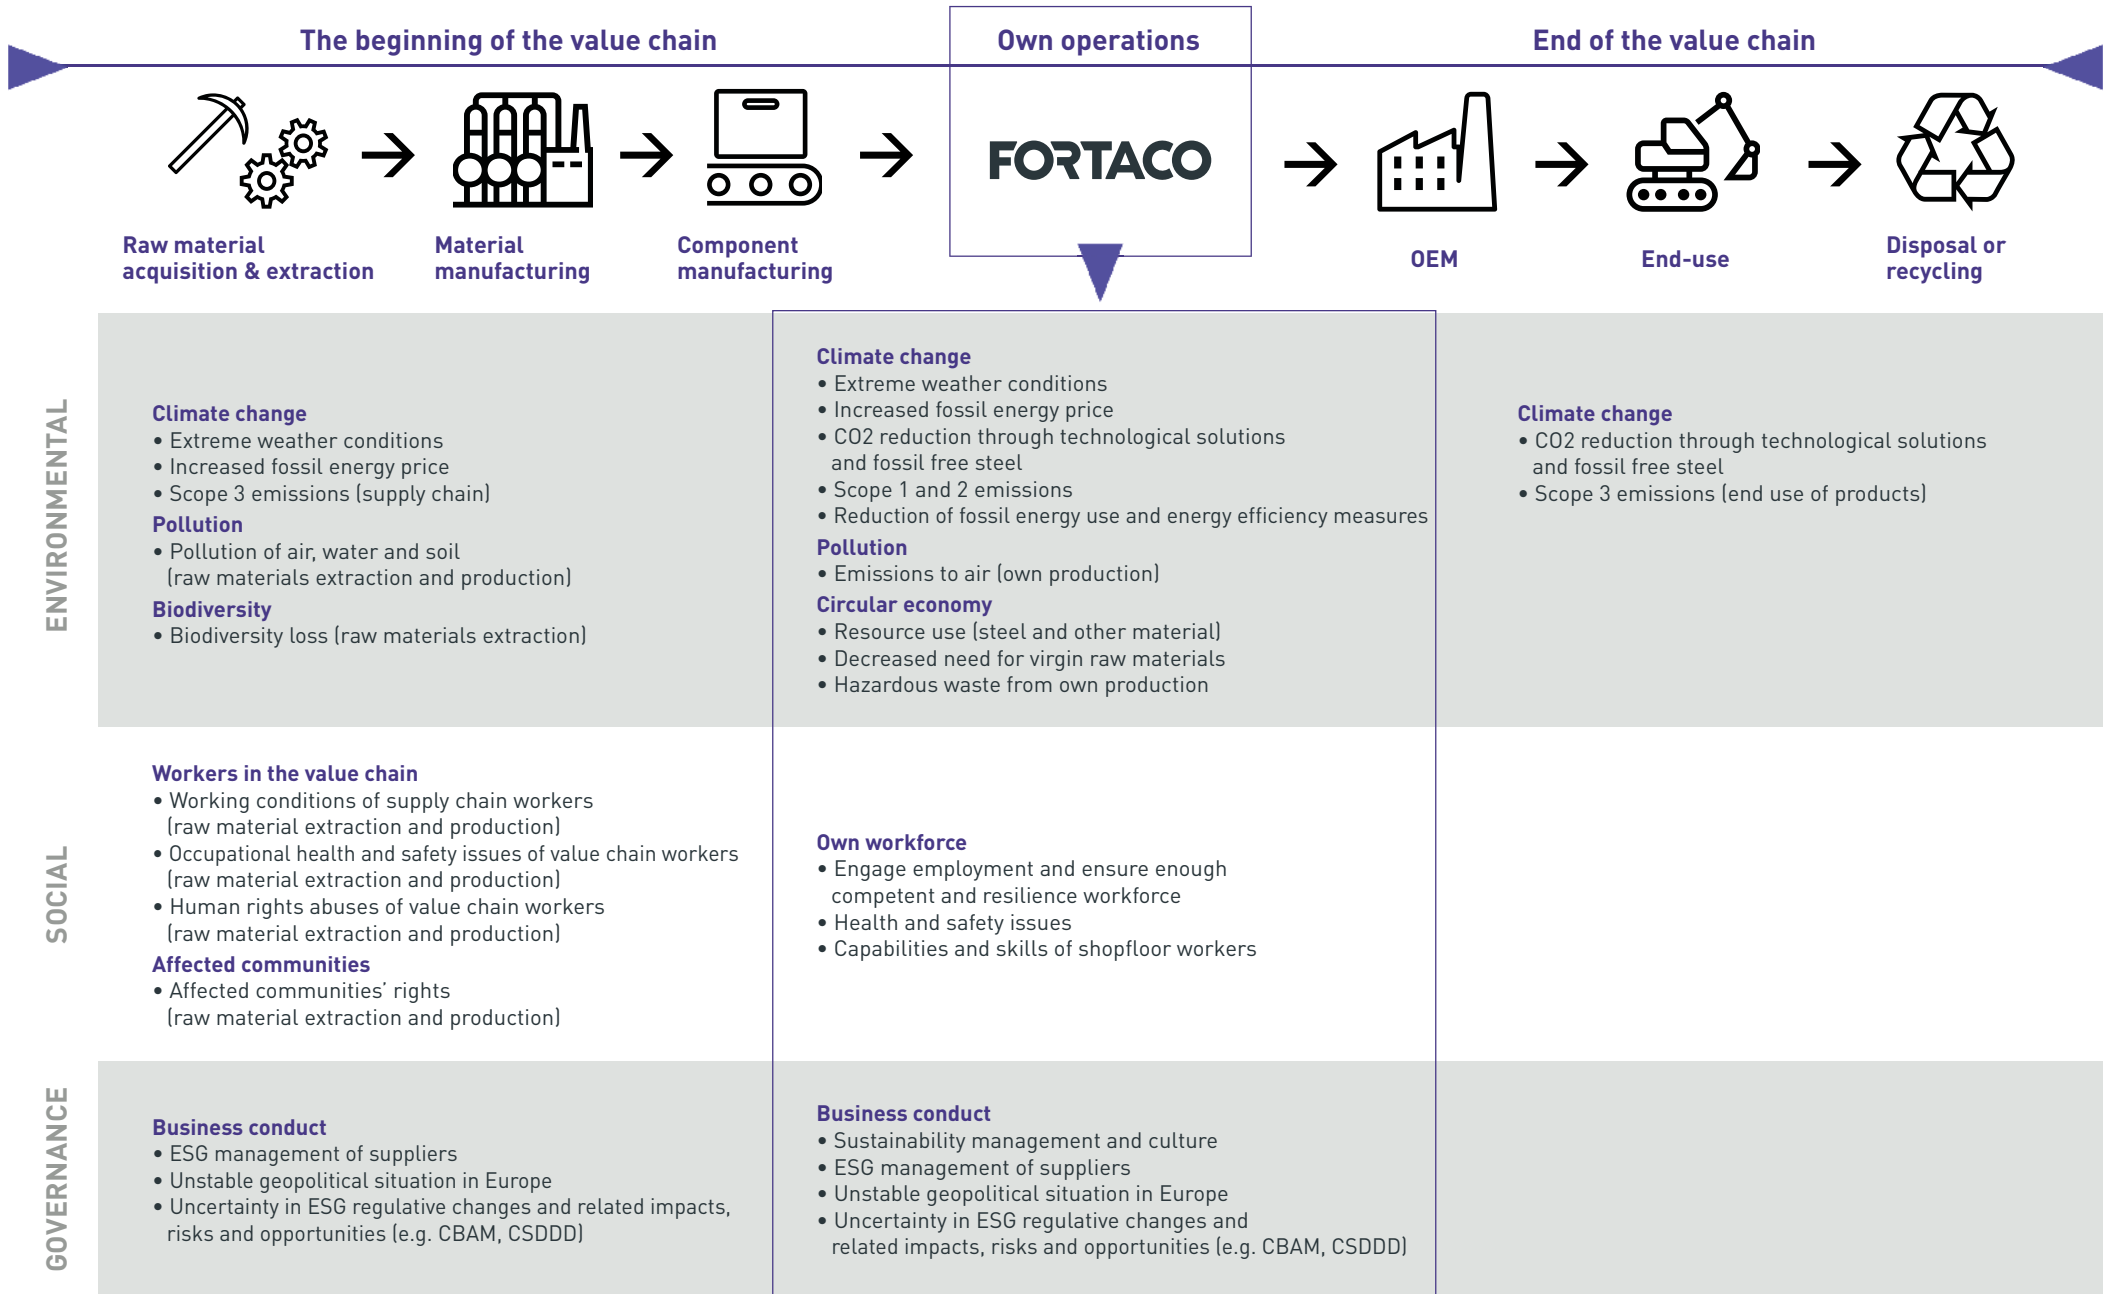 The beginning of the value chain
Own operations
End of the value chain
FORTACO
Raw material
acquisition & extraction
Material
manufacturing
Component
manufacturing
OEM
End-use
Disposal or
recycling
ENVIRONMENTAL
Climate change
• Extreme weather conditions
• Increased fossil energy price
• Scope 3 emissions (supply chain)
Pollution
• Pollution of air, water and soil
(raw materials extraction and production)
Biodiversity
• Biodiversity loss (raw materials extraction)
Climate change
• Extreme weather conditions
• Increased fossil energy price
• CO2 reduction through technological solutions
and fossil free steel
• Scope 1 and 2 emissions
• Reduction of fossil energy use and energy efficiency measures
Pollution
• Emissions to air (own production)
Circular economy
• Resource use (steel and other material)
• Decreased need for virgin raw materials
• Hazardous waste from own production
Climate change
• CO2 reduction through technological solutions
and fossil free steel
• Scope 3 emissions (end use of products)
SOCIAL
Workers in the value chain
• Working conditions of supply chain workers
(raw material extraction and production)
• Occupational health and safety issues of value chain workers
(raw material extraction and production)
• Human rights abuses of value chain workers
(raw material extraction and production)
Affected communities
• Affected communities’ rights
(raw material extraction and production)
Own workforce
• Engage employment and ensure enough
competent and resilience workforce
• Health and safety issues
• Capabilities and skills of shopfloor workers
GOVERNANCE
Business conduct
• ESG management of suppliers
• Unstable geopolitical situation in Europe
• Uncertainty in ESG regulative changes and related impacts,
risks and opportunities (e.g. CBAM, CSDDD)
Business conduct
• Sustainability management and culture
• ESG management of suppliers
• Unstable geopolitical situation in Europe
• Uncertainty in ESG regulative changes and
related impacts, risks and opportunities (e.g. CBAM, CSDDD)